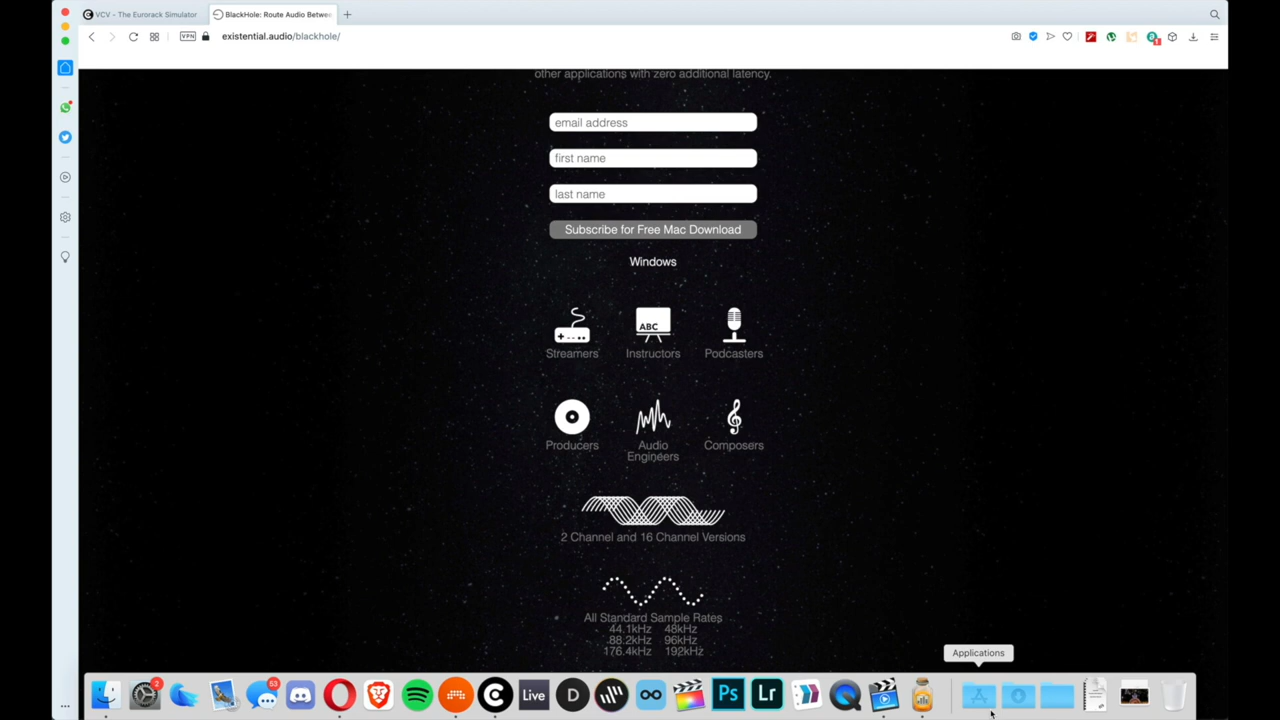 VCV - The Eurorack Simulator
BlackHole: Route Audio Betwee
VPN
existential.audio/blackhole/
other applications with zero additional latency.
email address
first name
last name
Subscribe for Free Mac Download
Windows
ABC
Streamers
Instructors
Podcasters
Producers
Audio
Engineers
Composers
2 Channel and 16 Channel Versions
All Standard Sample Rates
44.1kHz 48kHz
88.2kHz 96kHz
176.4kHz 192kHz
Applications
2
53
Live
D
Ps
Lr